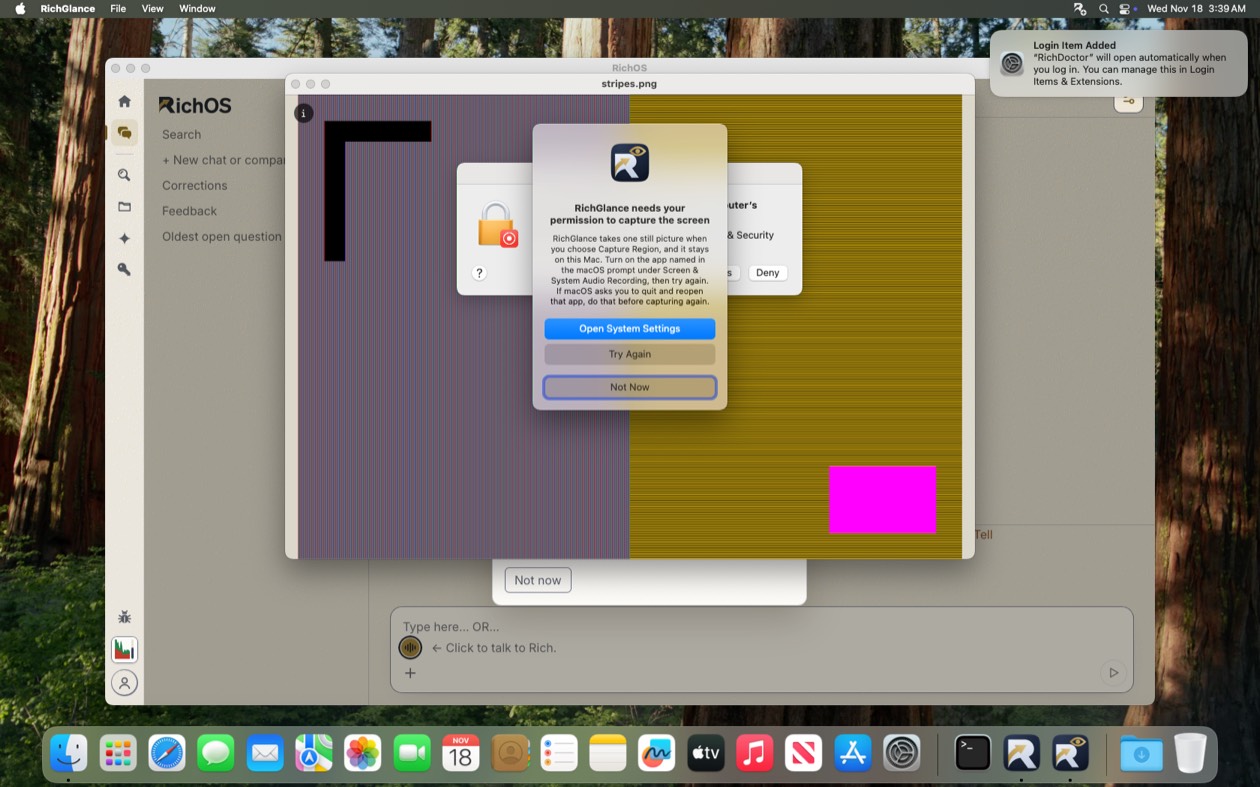 RichGlance File View Window
Wed Nov 18 3:39 AM
Login Item Added
"RichDoctor" will open automatically when
you log in. You can manage this in Login
Items & Extensions.
RichOS
stripes.png
RichOS
Search
+ New chat or compa
Corrections
Feedback
Oldest open question
RichGlance needs your
permission to capture the screen
RichGlance takes one still picture when
you choose Capture Region, and it stays
on this Mac. Turn on the app named in
the macOS prompt under Screen &
System Audio Recording, then try again.
If macOS asks you to quit and reopen
that app, do that before capturing again.
Open System Settings
Try Again
Not Now
uter's
& Security
?
s
Deny
Tell
Not now
Type here... OR...
← Click to talk to Rich.
NOV
18
tv